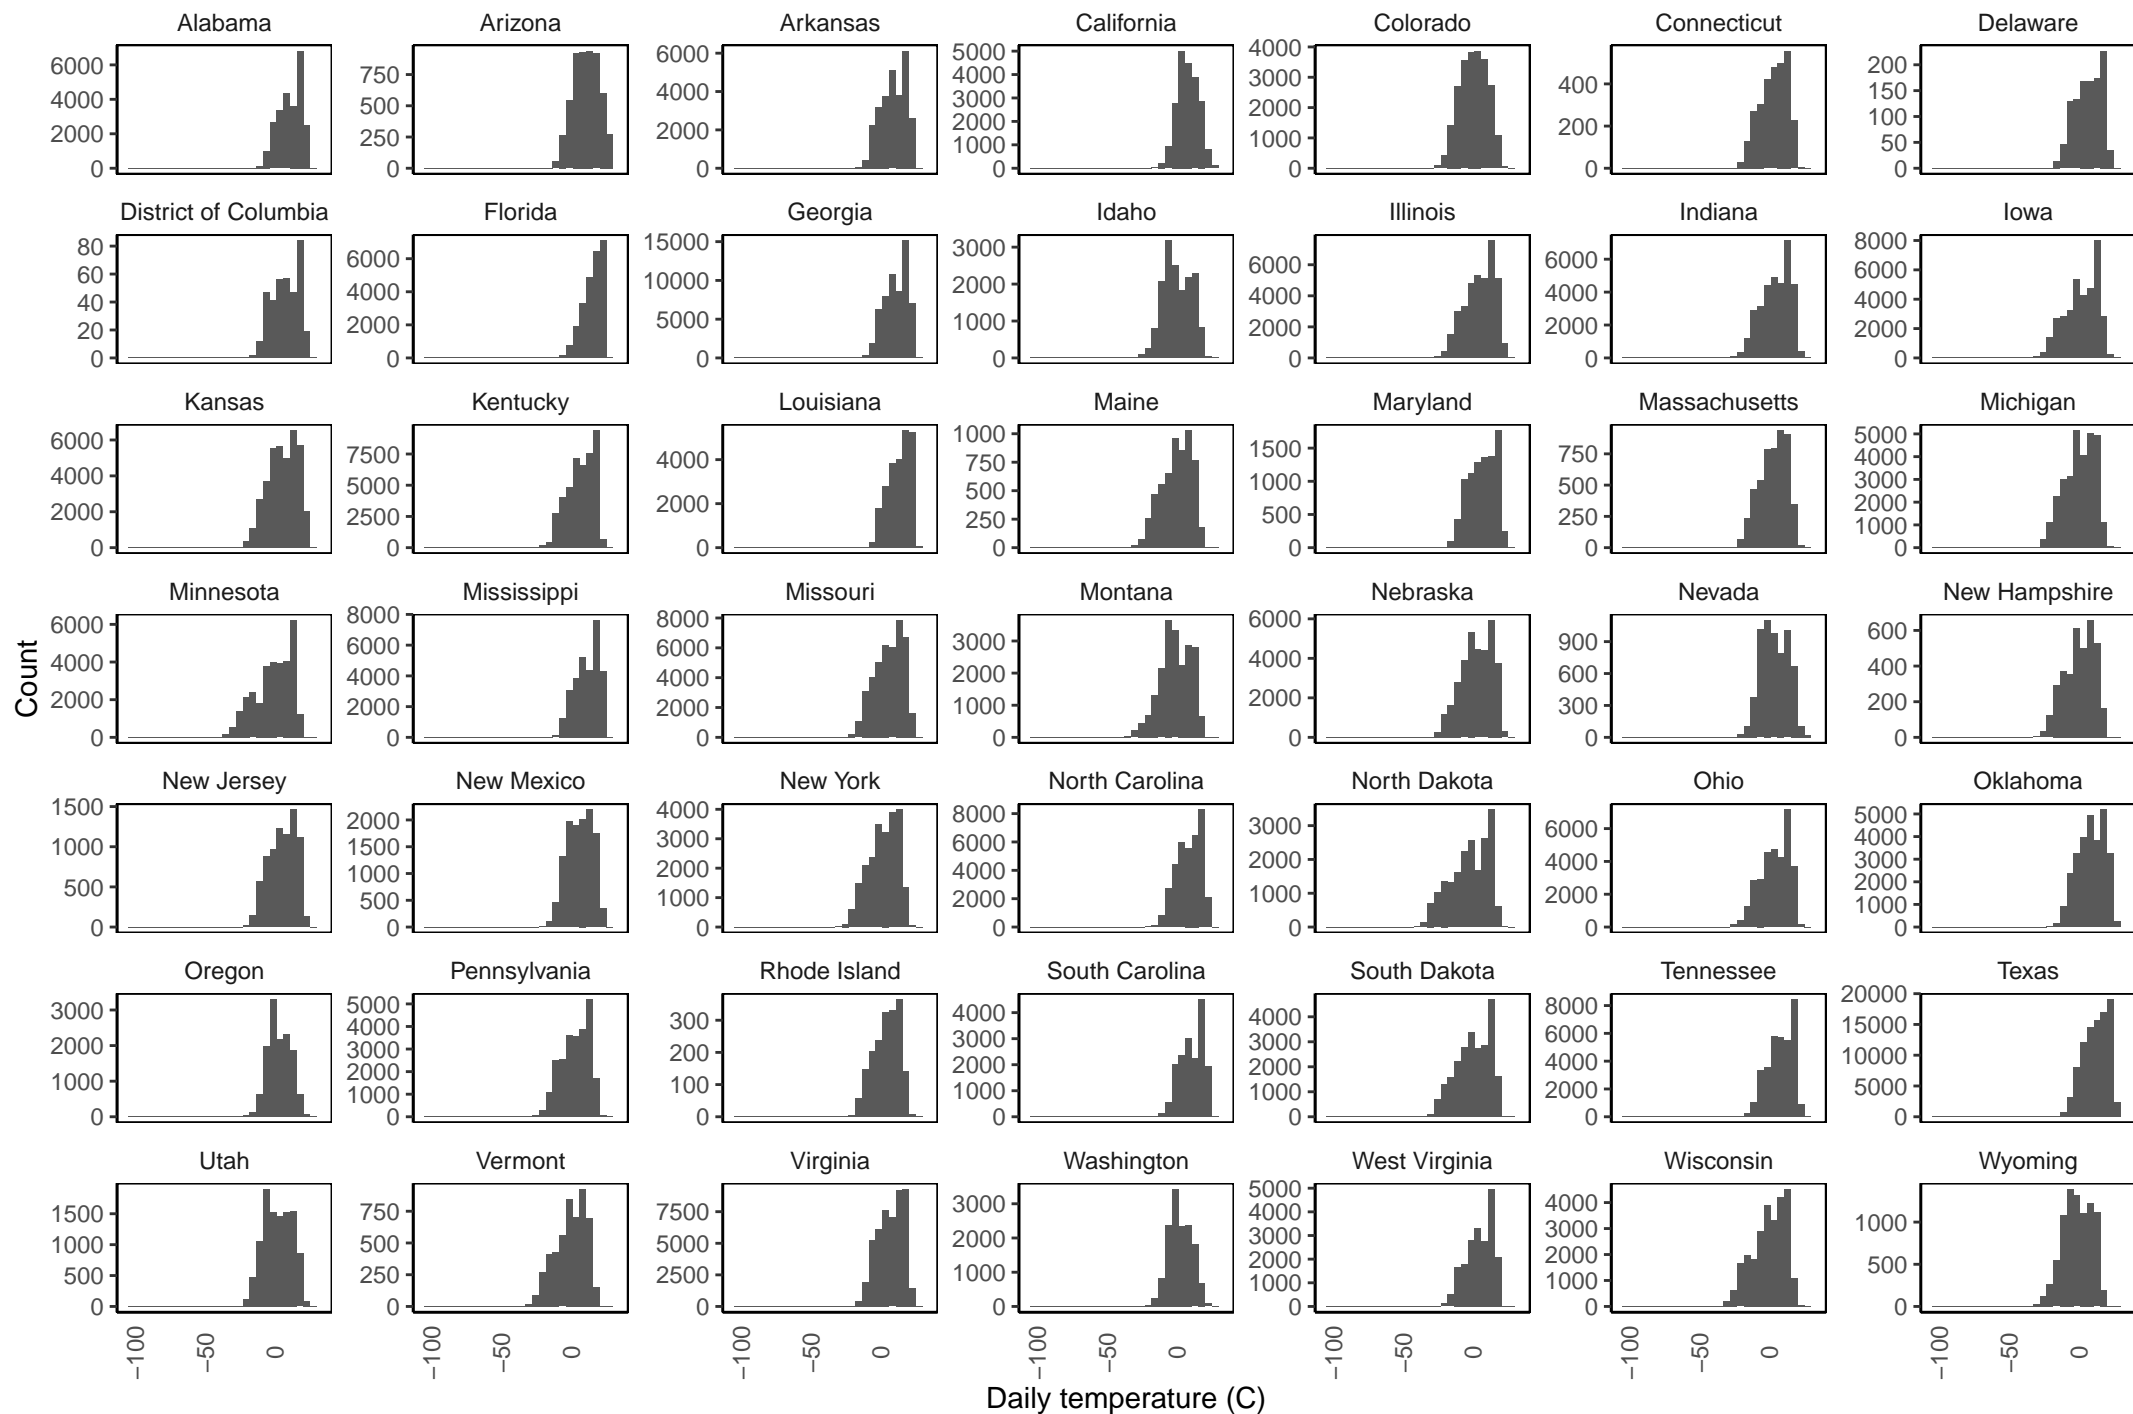 Alabama Arizona Arkansas California Colorado Connecticut Delaware
6000 4000 2000 0
750 500 250 0
6000 4000 2000 0
5000 4000 3000 2000 1000 0
4000 3000 2000 1000 0
400 200 0
200 150 100 50 0
District of Columbia Florida Georgia Idaho Illinois Indiana Iowa
80 60 40 20 0
6000 4000 2000 0
15000 10000 5000 0
3000 2000 1000 0
6000 4000 2000 0
6000 4000 2000 0
8000 6000 4000 2000 0
Kansas Kentucky Louisiana Maine Maryland Massachusetts Michigan
6000 4000 2000 0
7500 5000 2500 0
4000 2000 0
1000 750 500 250 0
1500 1000 500 0
750 500 250 0
5000 4000 3000 2000 1000 0
Minnesota Mississippi Missouri Montana Nebraska Nevada New Hampshire
6000 4000 2000 0
8000 6000 4000 2000 0
8000 6000 4000 2000 0
3000 2000 1000 0
6000 4000 2000 0
900 600 300 0
600 400 200 0
Count
New Jersey New Mexico New York North Carolina North Dakota Ohio Oklahoma
1500 1000 500 0
2000 1500 1000 500 0
4000 3000 2000 1000 0
8000 6000 4000 2000 0
3000 2000 1000 0
6000 4000 2000 0
5000 4000 3000 2000 1000 0
Oregon Pennsylvania Rhode Island South Carolina South Dakota Tennessee Texas
3000 2000 1000 0
5000 4000 3000 2000 1000 0
300 200 100 0
4000 3000 2000 1000 0
4000 3000 2000 1000 0
8000 6000 4000 2000 0
20000 15000 10000 5000 0
Utah Vermont Virginia Washington West Virginia Wisconsin Wyoming
1500 1000 500 0
750 500 250 0
7500 5000 2500 0
3000 2000 1000 0
5000 4000 3000 2000 1000 0
4000 3000 2000 1000 0
1000 500 0
−100 −50 0 −100 −50 0 −100 −50 0 −100 −50 0 −100 −50 0 −100 −50 0 −100 −50 0
Daily temperature (C)